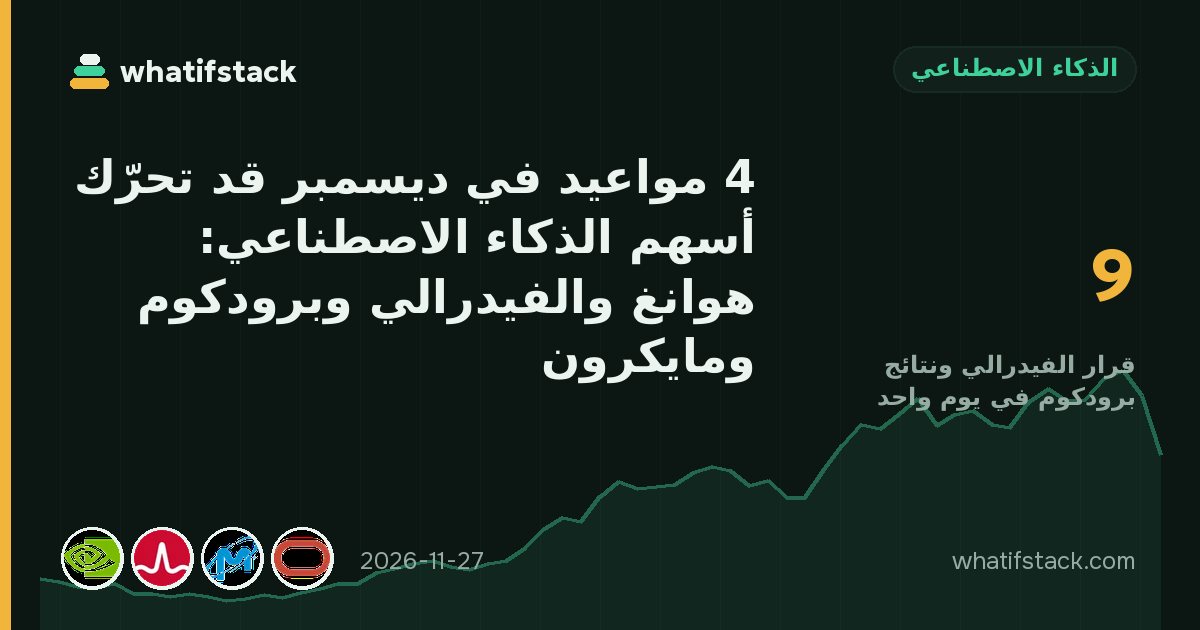 whatifstack
الذكاء الاصطناعي
4 مواعيد في ديسمبر قد تحرّك
أسهم الذكاء الاصطناعي:
هوانغ والفيدرالي وبرودكوم
ومايكرون
9
قرار الفيدرالي ونتائج
برودكوم في يوم واحد
2026-11-27
whatifstack.com